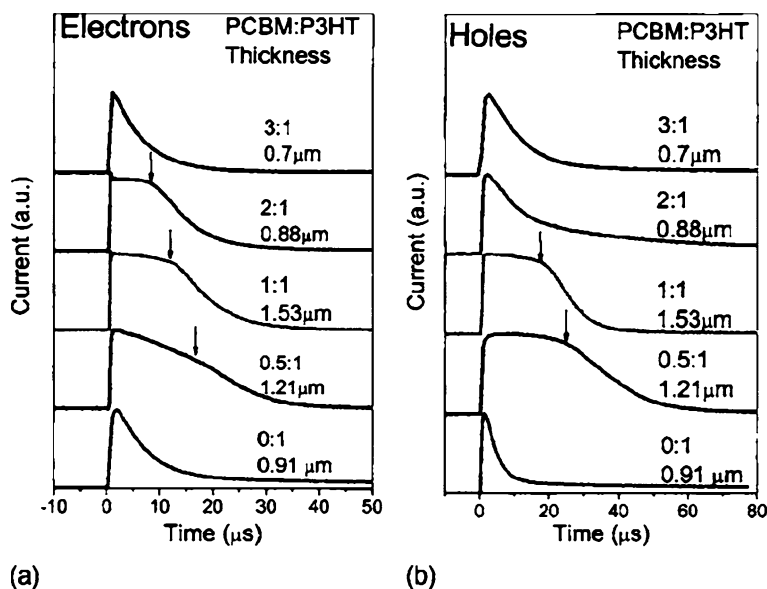 Electrons
PCBM:P3HT
Thickness
3:1
0.7μm
2:1
0.88μm
1:1
1.53μm
0.5:1
1.21μm
0:1
0.91 μm
Current (a.u.)
-10 0 10 20 30 40 50
Time (μs)
(a)
Holes
PCBM:P3HT
Thickness
3:1
0.7μm
2:1
0.88μm
1:1
1.53μm
0.5:1
1.21μm
0:1
0.91 μm
Current (a.u.)
0 20 40 60 80
Time (μs)
(b)